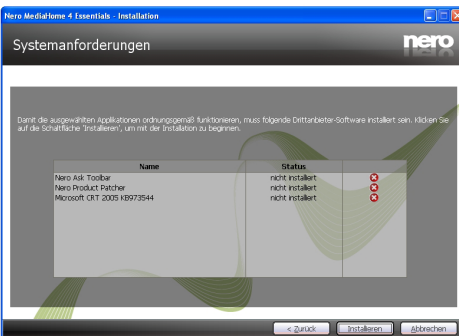 Nero MediaHome 4 Essentials - Installation
Systemanforderungen
nero
Damit die ausgewählten Applikationen ordnungsgemäß funktionieren, muss folgende Drittanbieter-Software installiert sein. Klicken Sie
auf die Schaltfläche 'Installieren', um mit der Installation zu beginnen.
Name Status
Nero Ask Toolbar nicht installiert
Nero Product Patcher nicht installiert
Microsoft CRT 2005 KB973544 nicht installiert
< Zurück Installieren Abbrechen